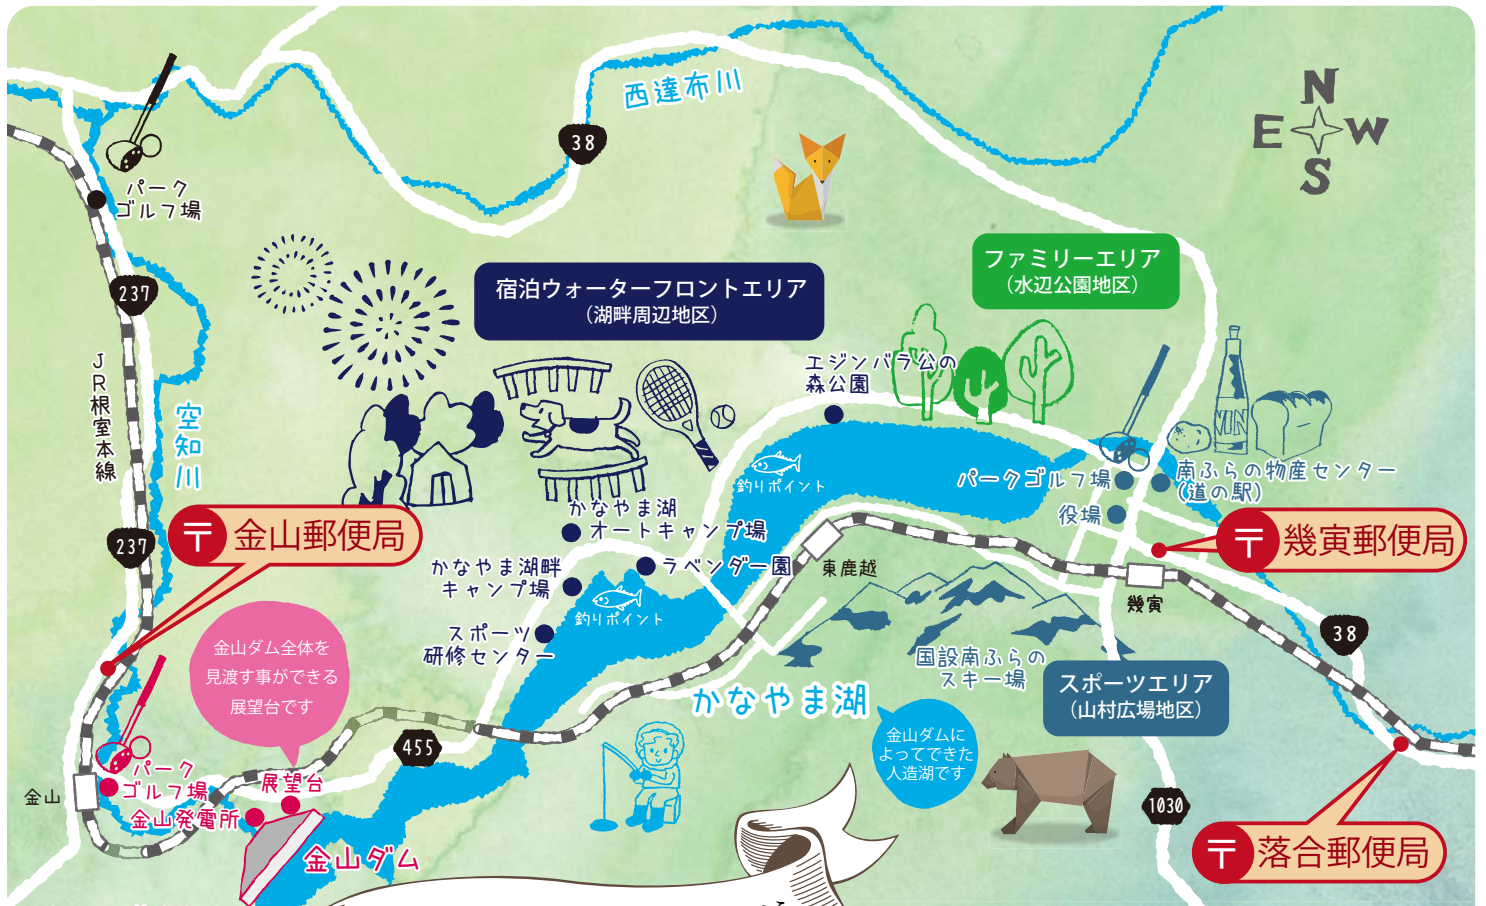 西達布川
38
N
E
W
S
パーク
ゴルフ場
237
宿泊ウォーターフロントエリア
(湖畔周辺地区)
ファミリーエリア
(水辺公園地区)
JR根室本線
空知川
エジンバラ公の
森公園
釣りポイント
パークゴルフ場
南ふらの物産センター
(道の駅)
役場
かなやま湖
オートキャンプ場
237
〒 金山郵便局
〒 幾寅郵便局
かなやま湖畔
キャンプ場
ラベンダー園
東鹿越
幾寅
釣りポイント
スポーツ
研修センター
38
金山ダム全体を
見渡す事ができる
展望台です
国設南ふらの
スキー場
スポーツエリア
(山村広場地区)
かなやま湖
金山ダムに
よってできた
人造湖です
455
パーク
ゴルフ場
展望台
金山
金山発電所
1030
金山ダム
〒 落合郵便局